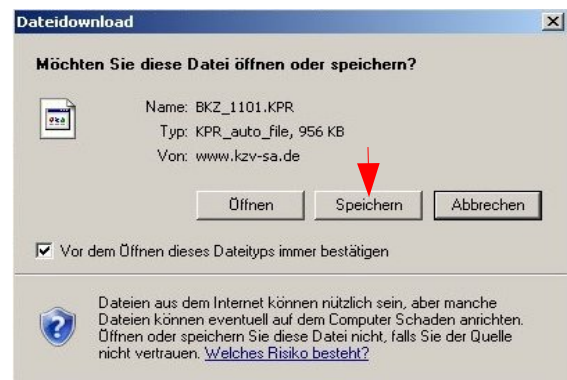 Dateidownload
Möchten Sie diese Datei öffnen oder speichern?
Name: BKZ_1101.KPR
Typ: KPR_auto_file, 956 KB
Von: www.kzv-sa.de
Öffnen Speichern Abbrechen
Vor dem Öffnen dieses Dateityps immer bestätigen
Dateien aus dem Internet können nützlich sein, aber manche
Dateien können eventuell auf dem Computer Schaden anrichten.
Öffnen oder speichern Sie diese Datei nicht, falls Sie der Quelle
nicht vertrauen. Welches Risiko besteht?